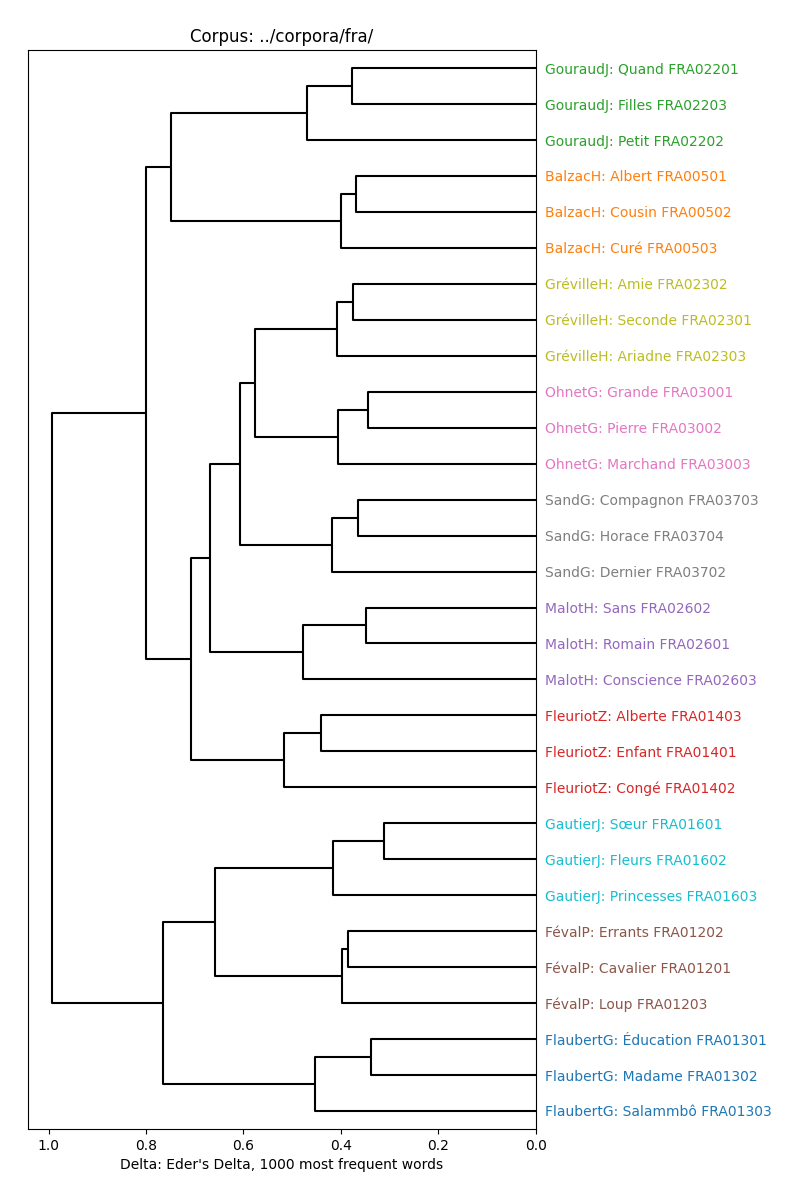 Corpus: ../corpora/fra/
GouraudJ: Quand FRA02201
GouraudJ: Filles FRA02203
GouraudJ: Petit FRA02202
BalzacH: Albert FRA00501
BalzacH: Cousin FRA00502
BalzacH: Curé FRA00503
GrévilleH: Amie FRA02302
GrévilleH: Seconde FRA02301
GrévilleH: Ariadne FRA02303
OhnetG: Grande FRA03001
OhnetG: Pierre FRA03002
OhnetG: Marchand FRA03003
SandG: Compagnon FRA03703
SandG: Horace FRA03704
SandG: Dernier FRA03702
MalotH: Sans FRA02602
MalotH: Romain FRA02601
MalotH: Conscience FRA02603
FleuriotZ: Alberte FRA01403
FleuriotZ: Enfant FRA01401
FleuriotZ: Congé FRA01402
GautierJ: Sœur FRA01601
GautierJ: Fleurs FRA01602
GautierJ: Princesses FRA01603
FévalP: Errants FRA01202
FévalP: Cavalier FRA01201
FévalP: Loup FRA01203
FlaubertG: Éducation FRA01301
FlaubertG: Madame FRA01302
FlaubertG: Salammbô FRA01303
1.0 0.8 0.6 0.4 0.2 0.0
Delta: Eder's Delta, 1000 most frequent words